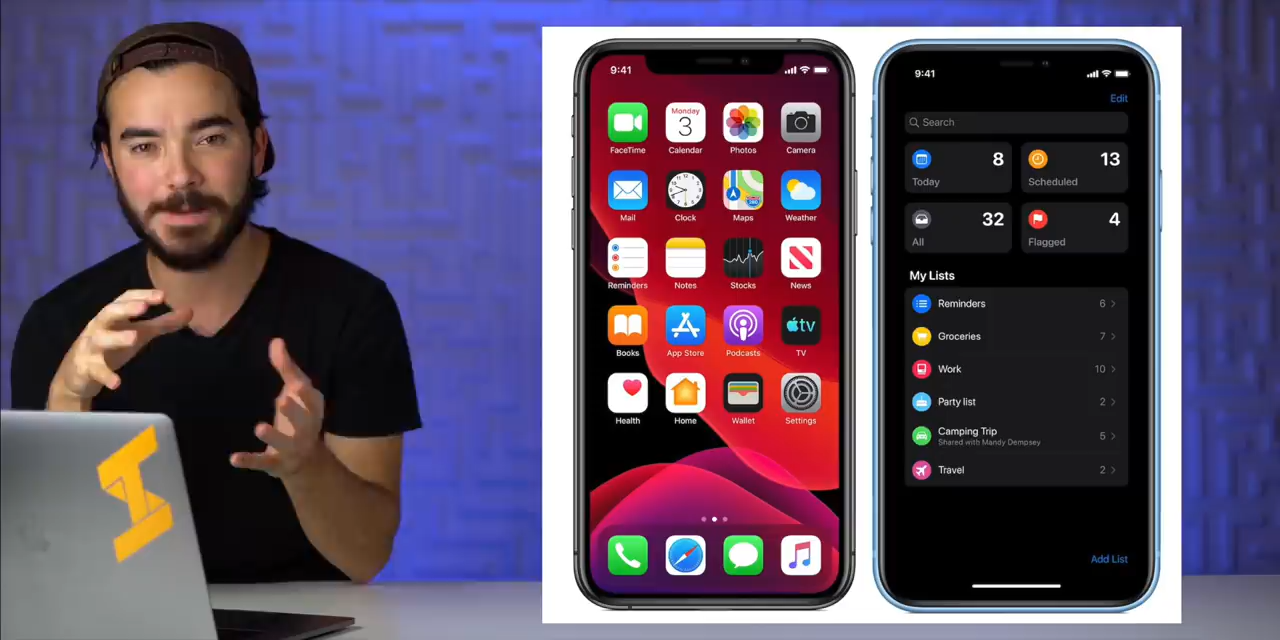 9:41
FaceTime
Monday
3
Calendar
Photos
Camera
Mail
Clock
Maps
Weather
Reminders
Notes
Stocks
News
Books
App Store
Podcasts
tv
TV
Health
Home
Wallet
Settings
9:41
Edit
Search
8
Today
13
Scheduled
32
All
4
Flagged
My Lists
Reminders 6
Groceries 7
Work 10
Party list 2
Camping Trip 5
Shared with Mandy Dempsey
Travel 2
Add List